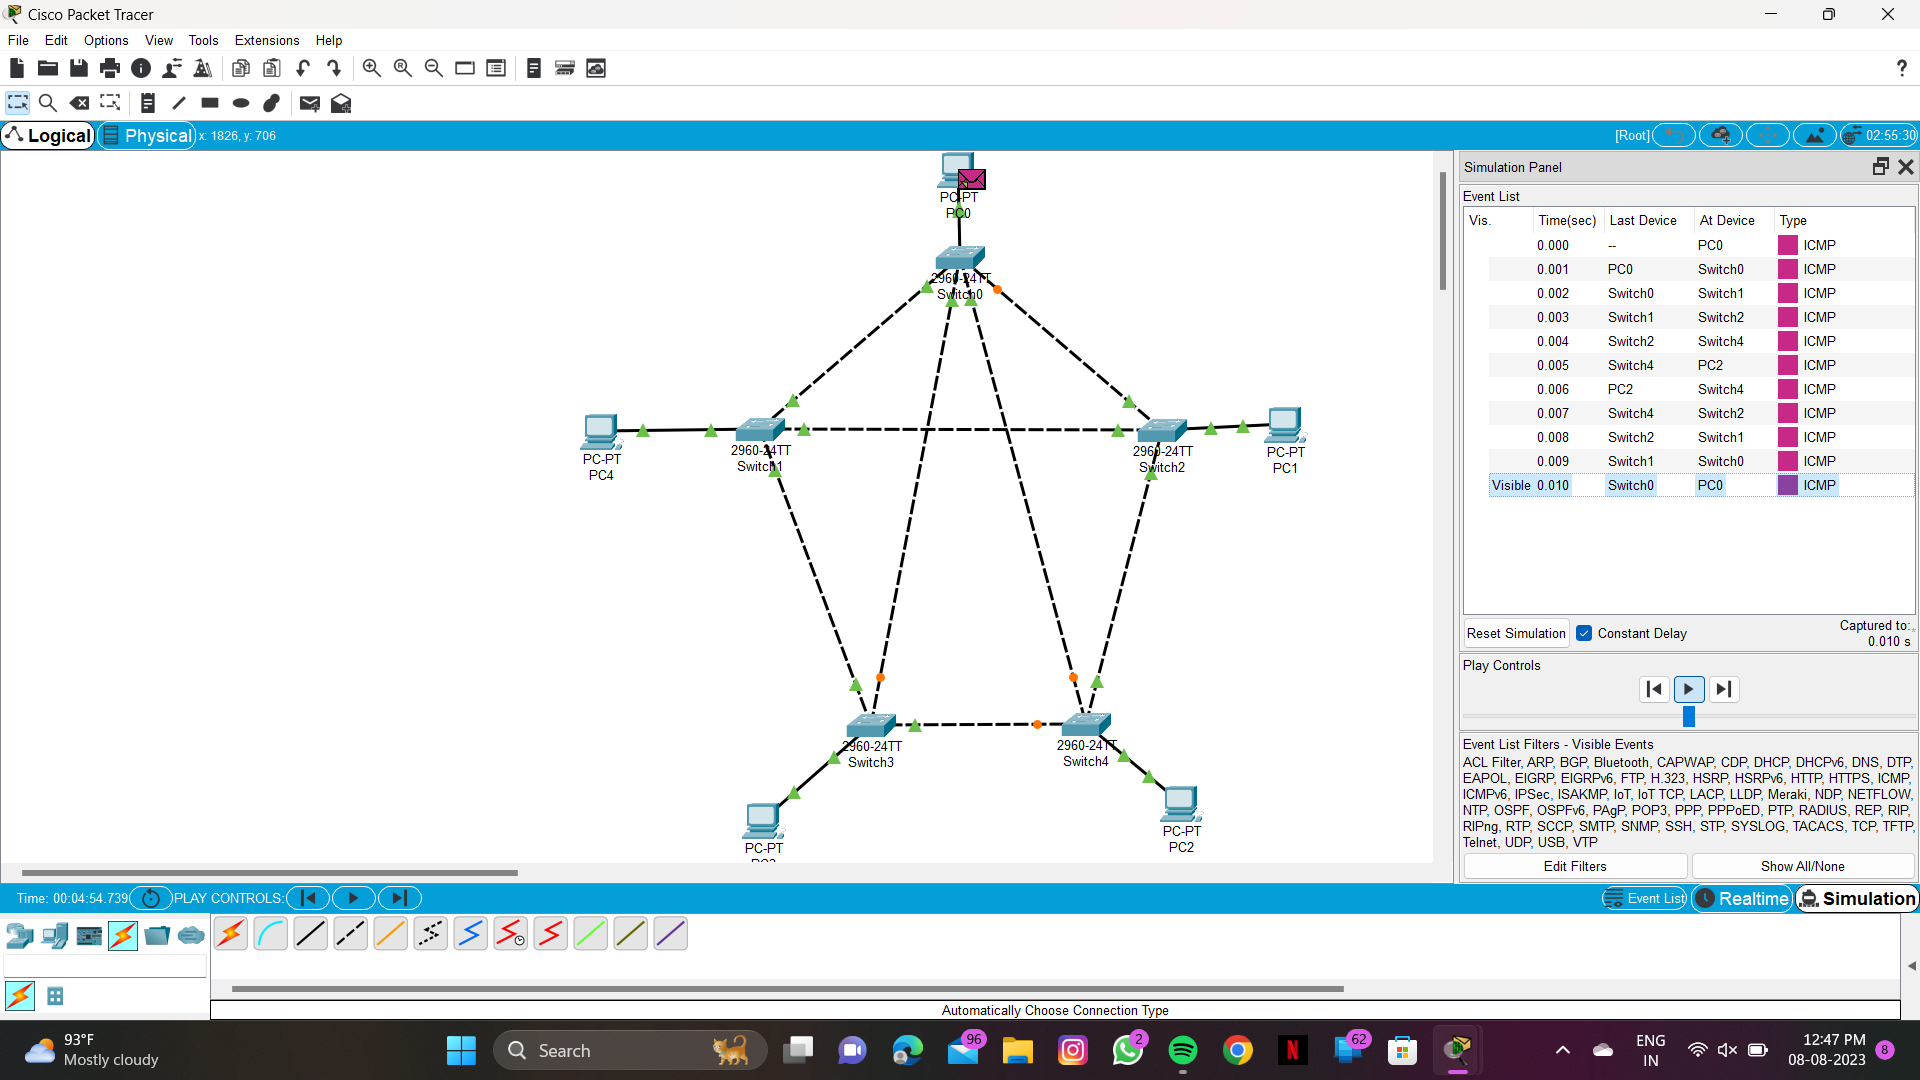 Cisco Packet Tracer
File Edit Options View Tools Extensions Help
?
Logical Physical x: 1826, y: 706
[Root] 02:55:30
PC-PT
PC0
2960-24TT
Switch0
PC-PT
PC4
2960-24TT
Switch1
2960-24TT
Switch2
PC-PT
PC1
2960-24TT
Switch3
2960-24TT
Switch4
PC-PT
PC-PT
PC2
Simulation Panel
Event List
Vis. Time(sec) Last Device At Device Type
0.000 -- PC0 ICMP
0.001 PC0 Switch0 ICMP
0.002 Switch0 Switch1 ICMP
0.003 Switch1 Switch2 ICMP
0.004 Switch2 Switch4 ICMP
0.005 Switch4 PC2 ICMP
0.006 PC2 Switch4 ICMP
0.007 Switch4 Switch2 ICMP
0.008 Switch2 Switch1 ICMP
0.009 Switch1 Switch0 ICMP
Visible 0.010 Switch0 PC0 ICMP
Reset Simulation Constant Delay Captured to:
0.010 s
Play Controls
Event List Filters - Visible Events
ACL Filter, ARP, BGP, Bluetooth, CAPWAP, CDP, DHCP, DHCPv6, DNS, DTP,
EAPOL, EIGRP, EIGRPv6, FTP, H.323, HSRP, HSRPv6, HTTP, HTTPS, ICMP,
ICMPv6, IPSec, ISAKMP, IoT, IoT TCP, LACP, LLDP, Meraki, NDP, NETFLOW,
NTP, OSPF, OSPFv6, PAgP, POP3, PPP, PPPoED, PTP, RADIUS, REP, RIP,
RIPng, RTP, SCCP, SMTP, SNMP, SSH, STP, SYSLOG, TACACS, TCP, TFTP,
Telnet, UDP, USB, VTP
Edit Filters Show All/None
Time: 00:04:54.739 PLAY CONTROLS: Event List Realtime Simulation
Automatically Choose Connection Type
93°F
Mostly cloudy
Search
96
2
N
62
ENG
IN
12:47 PM
08-08-2023
8